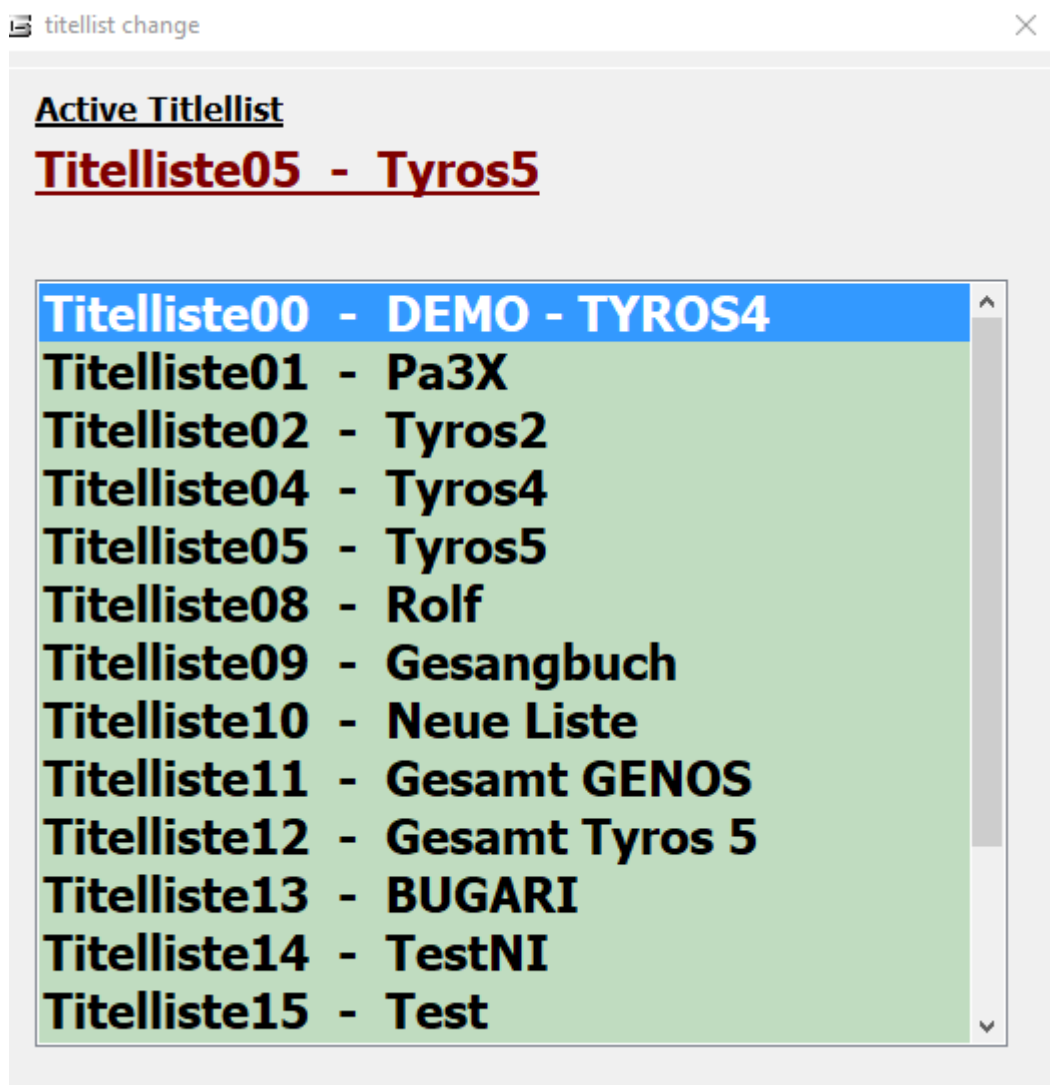 titellist change
Active Titlellist
Titelliste05 - Tyros5
Titelliste00 - DEMO - TYROS4
Titelliste01 - Pa3X
Titelliste02 - Tyros2
Titelliste04 - Tyros4
Titelliste05 - Tyros5
Titelliste08 - Rolf
Titelliste09 - Gesangbuch
Titelliste10 - Neue Liste
Titelliste11 - Gesamt GENOS
Titelliste12 - Gesamt Tyros 5
Titelliste13 - BUGARI
Titelliste14 - TestNI
Titelliste15 - Test